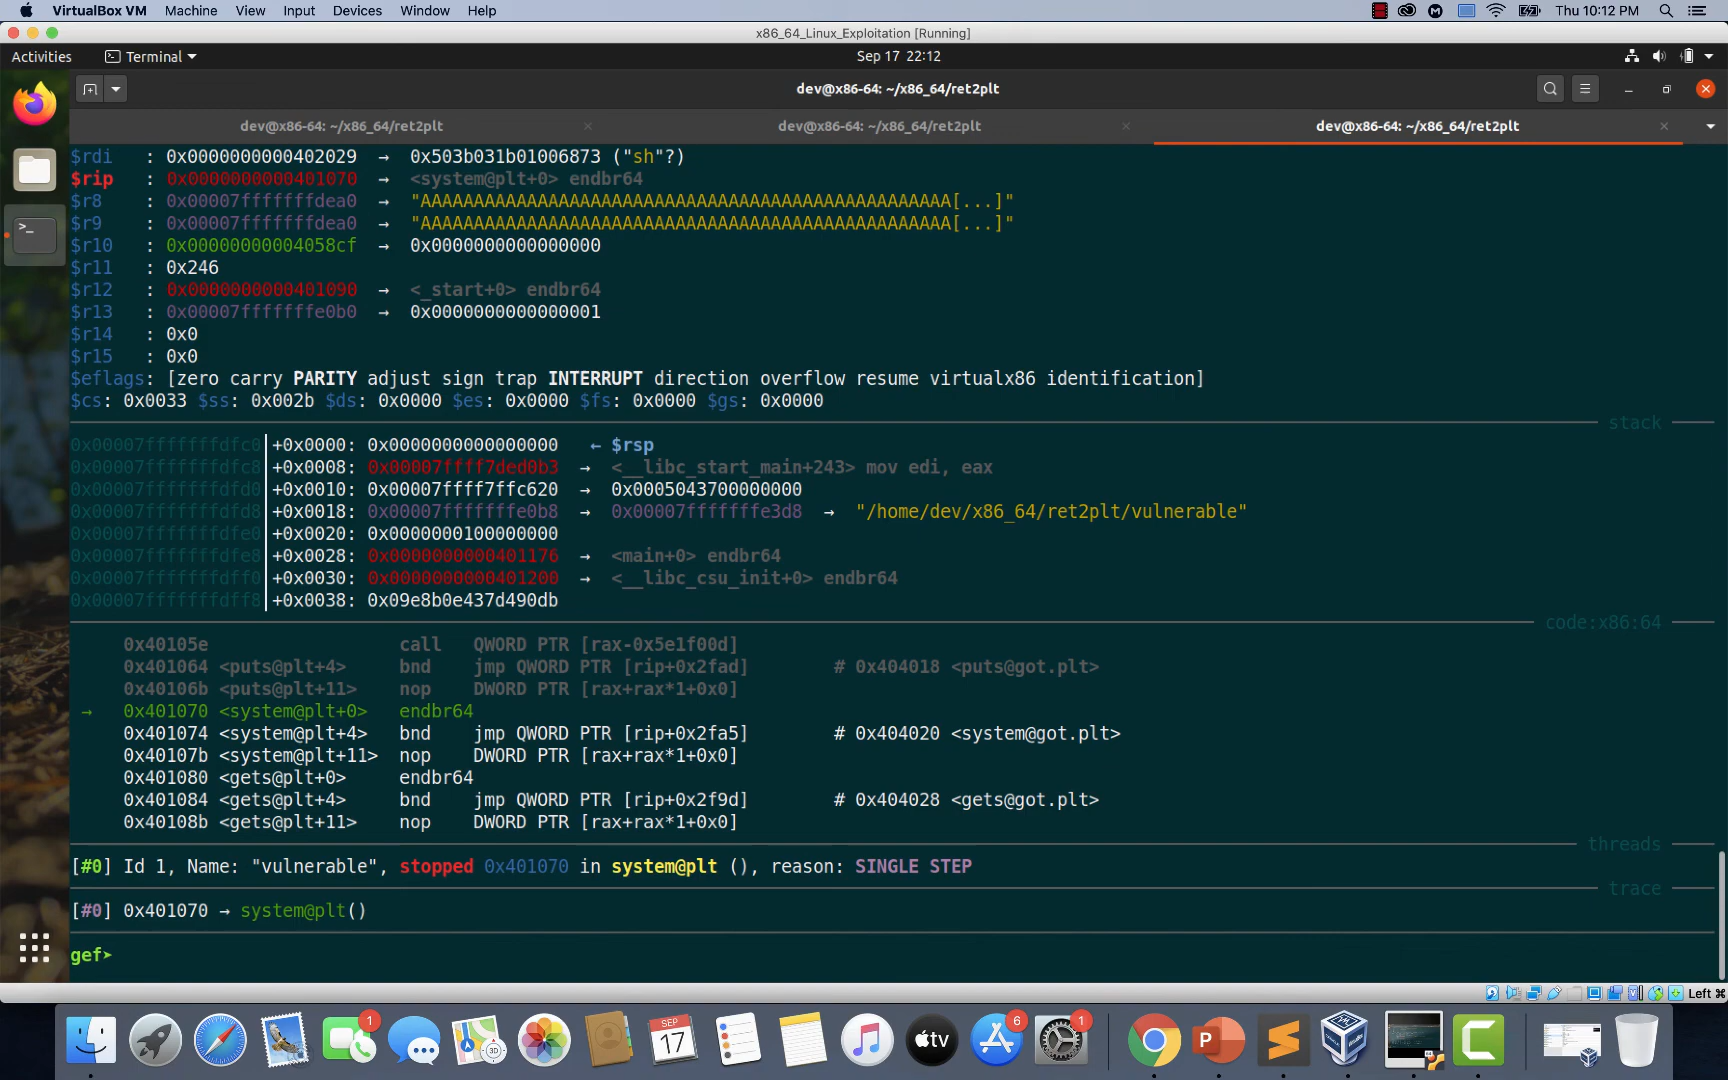 VirtualBox VM Machine View Input Devices Window Help Thu 10:12 PM
x86_64_Linux_Exploitation [Running]
Activities Terminal Sep 17 22:12
dev@x86-64: ~/x86_64/ret2plt
dev@x86-64: ~/x86_64/ret2plt dev@x86-64: ~/x86_64/ret2plt dev@x86-64: ~/x86_64/ret2plt
$rdi : 0x0000000000402029 → 0x503b031b01006873 ("sh"?)
$rip : 0x0000000000401070 → <system@plt+0> endbr64
$r8 : 0x00007fffffffdea0 → "AAAAAAAAAAAAAAAAAAAAAAAAAAAAAAAAAAAAAAAAAAAAAAAAAA[...]"
$r9 : 0x00007fffffffdea0 → "AAAAAAAAAAAAAAAAAAAAAAAAAAAAAAAAAAAAAAAAAAAAAAAAAA[...]"
$r10 : 0x00000000004058cf → 0x0000000000000000
$r11 : 0x246
$r12 : 0x0000000000401090 → <_start+0> endbr64
$r13 : 0x00007fffffffe0b0 → 0x0000000000000001
$r14 : 0x0
$r15 : 0x0
$eflags: [zero carry PARITY adjust sign trap INTERRUPT direction overflow resume virtualx86 identification]
$cs: 0x0033 $ss: 0x002b $ds: 0x0000 $es: 0x0000 $fs: 0x0000 $gs: 0x0000
stack
0x00007fffffffdfc0│+0x0000: 0x0000000000000000 ← $rsp
0x00007fffffffdfc8│+0x0008: 0x00007ffff7ded0b3 → <__libc_start_main+243> mov edi, eax
0x00007fffffffdfd0│+0x0010: 0x00007ffff7ffc620 → 0x0005043700000000
0x00007fffffffdfd8│+0x0018: 0x00007fffffffe0b8 → 0x00007fffffffe3d8 → "/home/dev/x86_64/ret2plt/vulnerable"
0x00007fffffffdfe0│+0x0020: 0x0000000100000000
0x00007fffffffdfe8│+0x0028: 0x0000000000401176 → <main+0> endbr64
0x00007fffffffdff0│+0x0030: 0x0000000000401200 → <__libc_csu_init+0> endbr64
0x00007fffffffdff8│+0x0038: 0x09e8b0e437d490db
code:x86:64
0x40105e call QWORD PTR [rax-0x5e1f00d]
0x401064 <puts@plt+4> bnd jmp QWORD PTR [rip+0x2fad] # 0x404018 <puts@got.plt>
0x40106b <puts@plt+11> nop DWORD PTR [rax+rax*1+0x0]
→ 0x401070 <system@plt+0> endbr64
0x401074 <system@plt+4> bnd jmp QWORD PTR [rip+0x2fa5] # 0x404020 <system@got.plt>
0x40107b <system@plt+11> nop DWORD PTR [rax+rax*1+0x0]
0x401080 <gets@plt+0> endbr64
0x401084 <gets@plt+4> bnd jmp QWORD PTR [rip+0x2f9d] # 0x404028 <gets@got.plt>
0x40108b <gets@plt+11> nop DWORD PTR [rax+rax*1+0x0]
threads
[#0] Id 1, Name: "vulnerable", stopped 0x401070 in system@plt (), reason: SINGLE STEP
trace
[#0] 0x401070 → system@plt()
gef➤
Left ⌘
1 SEP 17 tv 6 1